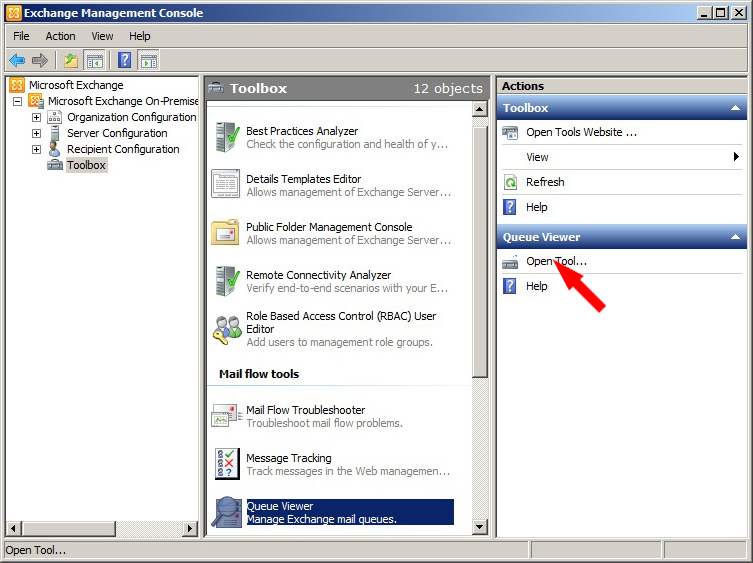 Exchange Management Console
File Action View Help
Microsoft Exchange
Microsoft Exchange On-Premise
Organization Configuration
Server Configuration
Recipient Configuration
Toolbox
Toolbox 12 objects
Best Practices Analyzer
Check the configuration and health of y...
Details Templates Editor
Allows management of Exchange Server...
Public Folder Management Console
Allows management of Exchange Server...
Remote Connectivity Analyzer
Verify end-to-end scenarios with your E...
Role Based Access Control (RBAC) User
Editor
Add users to management role groups.
Mail flow tools
Mail Flow Troubleshooter
Troubleshoot mail flow problems.
Message Tracking
Track messages in the Web managemen...
Queue Viewer
Manage Exchange mail queues.
Actions
Toolbox
Open Tools Website ...
View
Refresh
Help
Queue Viewer
Open Tool...
Help
Open Tool...